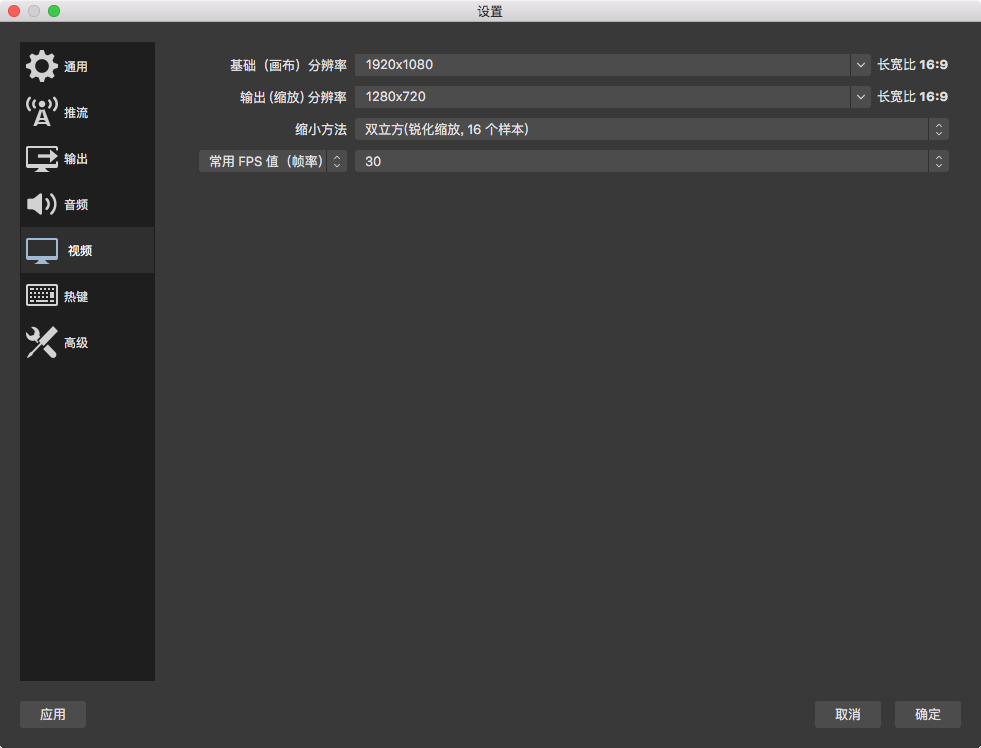 设置
通用
推流
输出
音频
视频
热键
高级
基础（画布）分辨率 1920x1080 长宽比 16:9
输出 (缩放) 分辨率 1280x720 长宽比 16:9
缩小方法 双立方(锐化缩放, 16 个样本)
常用 FPS 值（帧率） 30
应用 取消 确定